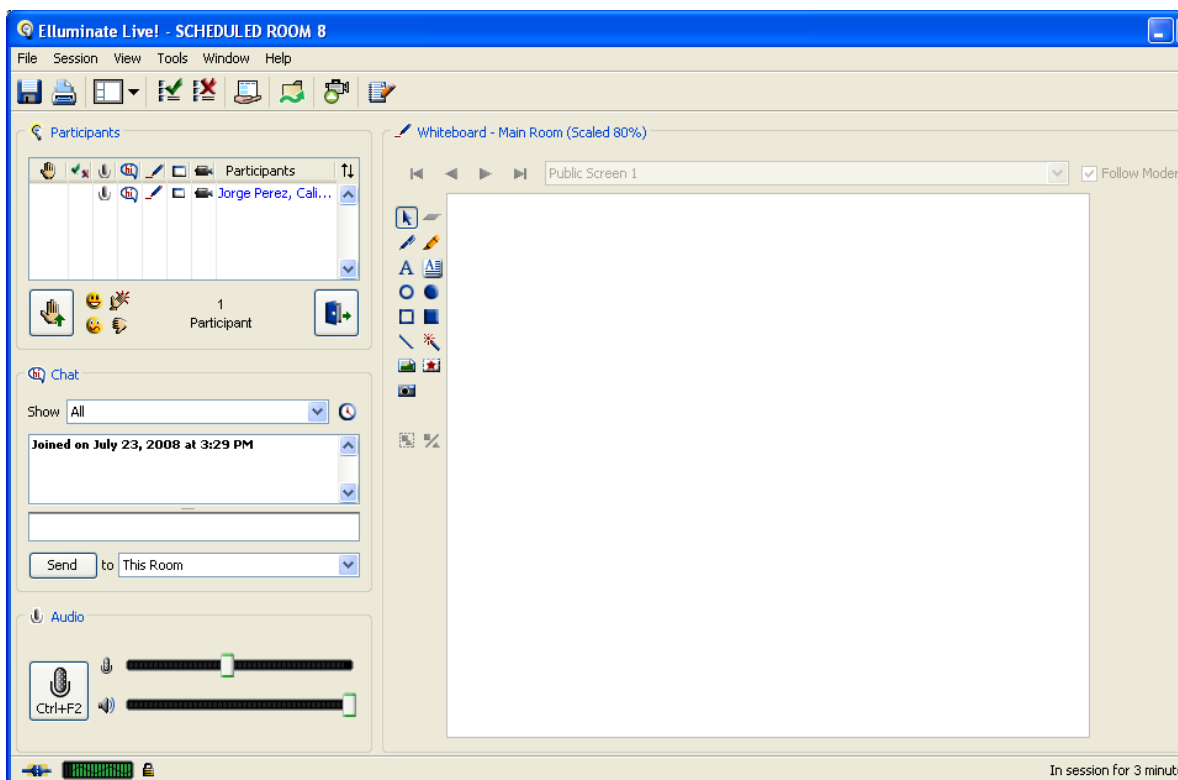 Elluminate Live! - SCHEDULED ROOM 8
File Session View Tools Window Help
Participants
Participants
Jorge Perez, Cali...
1
Participant
Chat
Show All
Joined on July 23, 2008 at 3:29 PM
Send to This Room
Audio
Ctrl+F2
Whiteboard - Main Room (Scaled 80%)
Public Screen 1 Follow Moder
In session for 3 minut